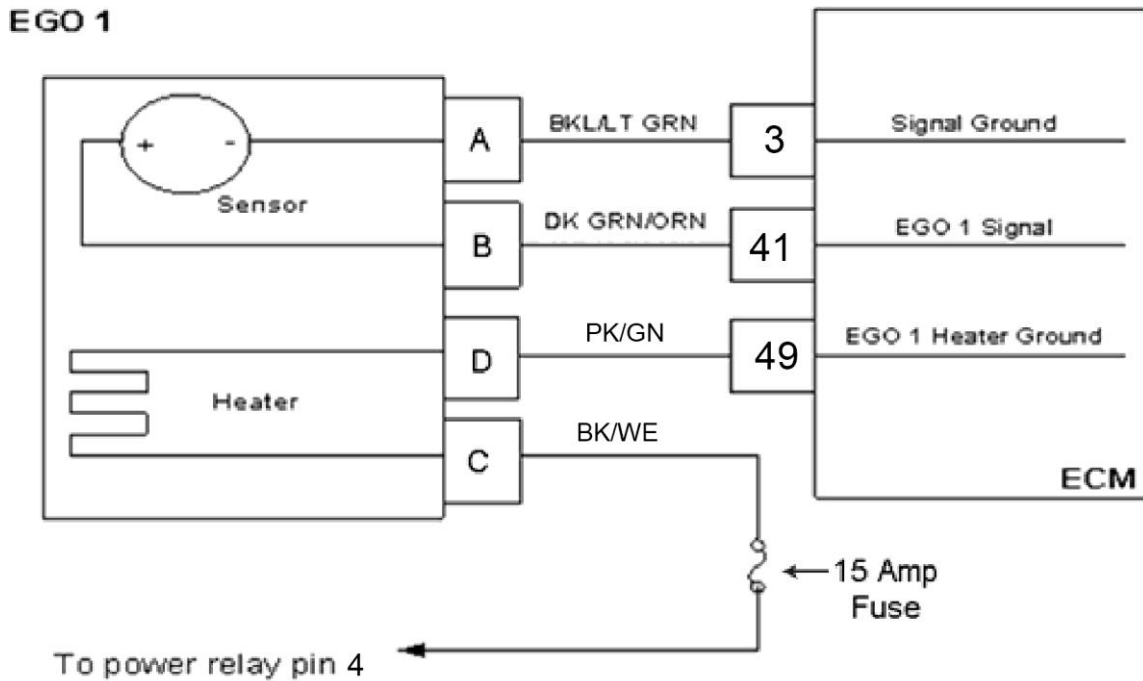 EGO 1
A
BKL/LT GRN
3
Signal Ground
+ -
Sensor
B
DK GRN/ORN
41
EGO 1 Signal
D
PK/GN
49
EGO 1 Heater Ground
Heater
C
BK/WE
ECM
15 Amp
Fuse
To power relay pin 4